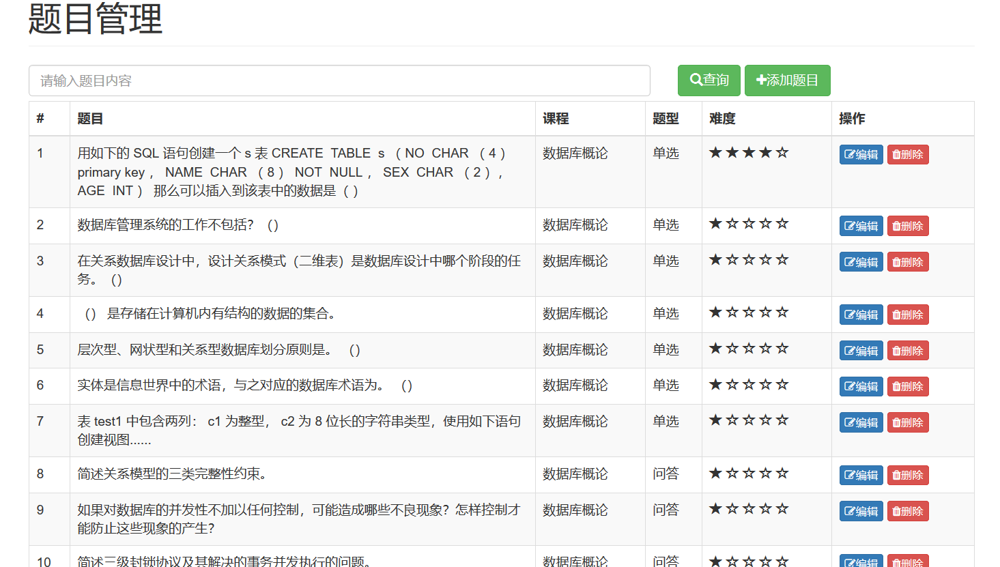 题目管理
请输入题目内容
查询
添加题目
# 题目 课程 题型 难度 操作
1 用如下的 SQL 语句创建一个 s 表 CREATE TABLE s （ NO CHAR （ 4 ） 数据库概论 单选 ★★★★☆ 编辑 删除
primary key ， NAME CHAR （ 8 ） NOT NULL ， SEX CHAR （ 2 ） ,
AGE INT ） 那么可以插入到该表中的数据是 ( )
2 数据库管理系统的工作不包括？ （） 数据库概论 单选 ★☆☆☆☆ 编辑 删除
3 在关系数据库设计中，设计关系模式（二维表）是数据库设计中哪个阶段的任 数据库概论 单选 ★☆☆☆☆ 编辑 删除
务。 （）
4 （） 是存储在计算机内有结构的数据的集合。 数据库概论 单选 ★☆☆☆☆ 编辑 删除
5 层次型、网状型和关系型数据库划分原则是。 （） 数据库概论 单选 ★☆☆☆☆ 编辑 删除
6 实体是信息世界中的术语，与之对应的数据库术语为。 （） 数据库概论 单选 ★☆☆☆☆ 编辑 删除
7 表 test1 中包含两列： c1 为整型， c2 为 8 位长的字符串类型，使用如下语句 数据库概论 单选 ★☆☆☆☆ 编辑 删除
创建视图......
8 简述关系模型的三类完整性约束。 数据库概论 问答 ★☆☆☆☆ 编辑 删除
9 如果对数据库的并发性不加以任何控制，可能造成哪些不良现象？怎样控制才 数据库概论 问答 ★☆☆☆☆ 编辑 删除
能防止这些现象的产生？
10 简述三级封锁协议及其解决的事务并发执行的问题。 数据库概论 问答 ★☆☆☆☆ 编辑 删除